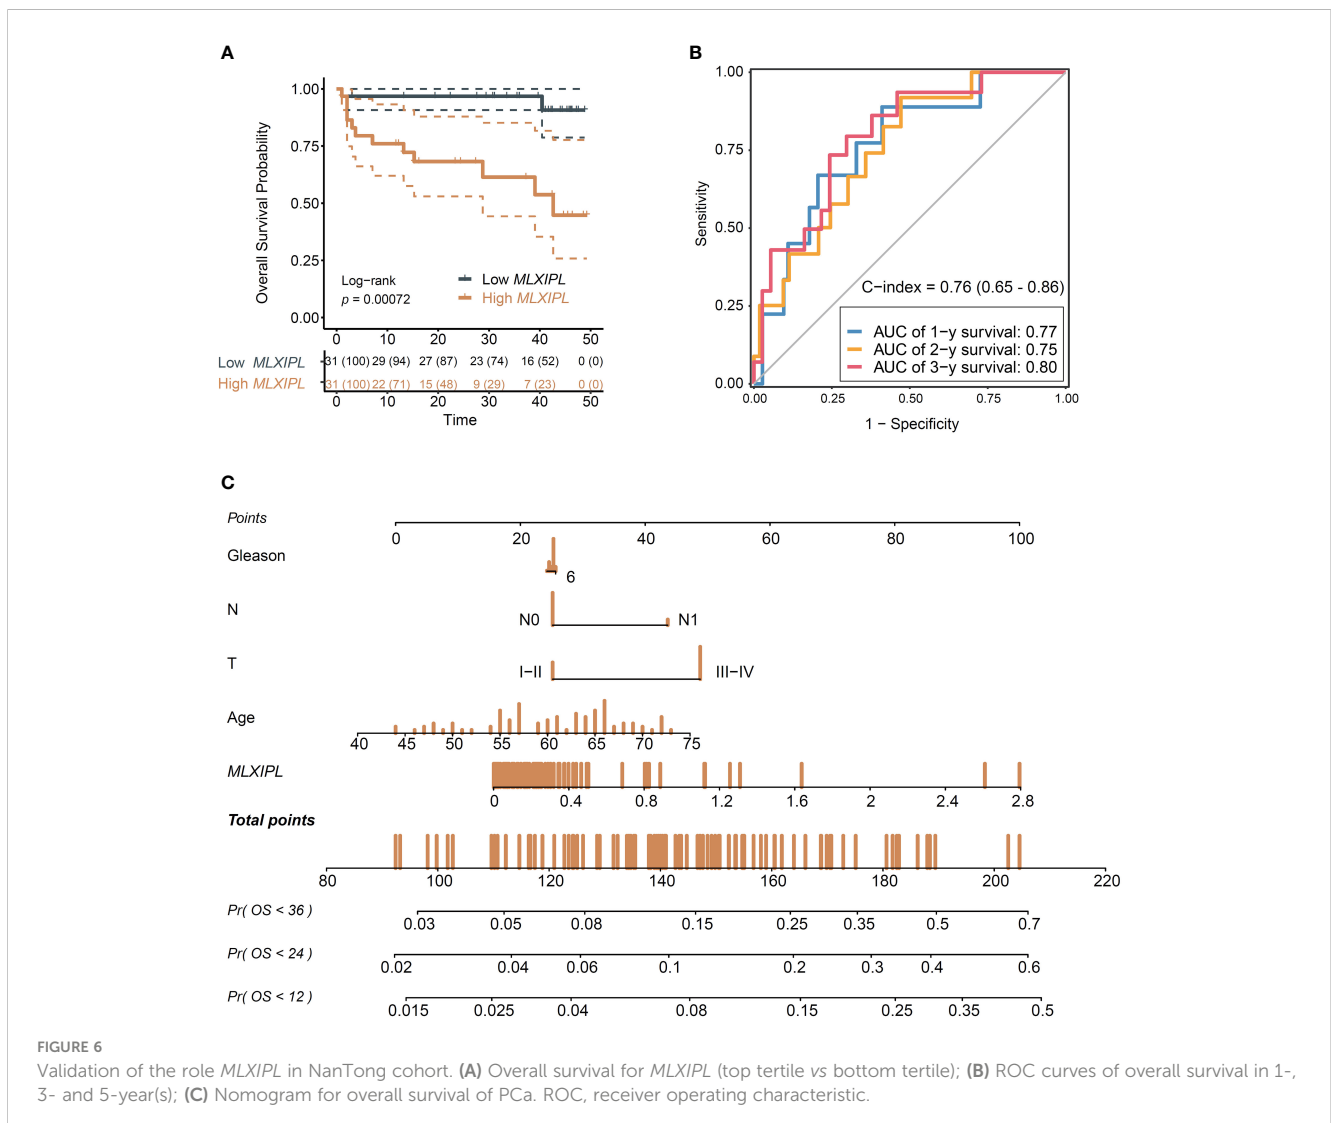 A
1.00
0.75
0.50
0.25
0.00
Overall Survival Probability
Log−rank
p = 0.00072
Low MLXIPL
High MLXIPL
0 10 20 30 40 50
Low MLXIPL 31 (100) 29 (94) 27 (87) 23 (74) 16 (52) 0 (0)
High MLXIPL 31 (100) 22 (71) 15 (48) 9 (29) 7 (23) 0 (0)
0 10 20 30 40 50
Time
B
1.00
0.75
0.50
0.25
0.00
Sensitivity
C−index = 0.76 (0.65 - 0.86)
AUC of 1−y survival: 0.77
AUC of 2−y survival: 0.75
AUC of 3−y survival: 0.80
0.00 0.25 0.50 0.75 1.00
1 − Specificity
C
Points
0 20 40 60 80 100
Gleason
6
N
N0 N1
T
I−II III−IV
Age
40 45 50 55 60 65 70 75
MLXIPL
0 0.4 0.8 1.2 1.6 2 2.4 2.8
Total points
80 100 120 140 160 180 200 220
Pr( OS < 36 )
0.03 0.05 0.08 0.15 0.25 0.35 0.5 0.7
Pr( OS < 24 )
0.02 0.04 0.06 0.1 0.2 0.3 0.4 0.6
Pr( OS < 12 )
0.015 0.025 0.04 0.08 0.15 0.25 0.35 0.5
FIGURE 6
Validation of the role MLXIPL in NanTong cohort. (A) Overall survival for MLXIPL (top tertile vs bottom tertile); (B) ROC curves of overall survival in 1-,
3- and 5-year(s); (C) Nomogram for overall survival of PCa. ROC, receiver operating characteristic.